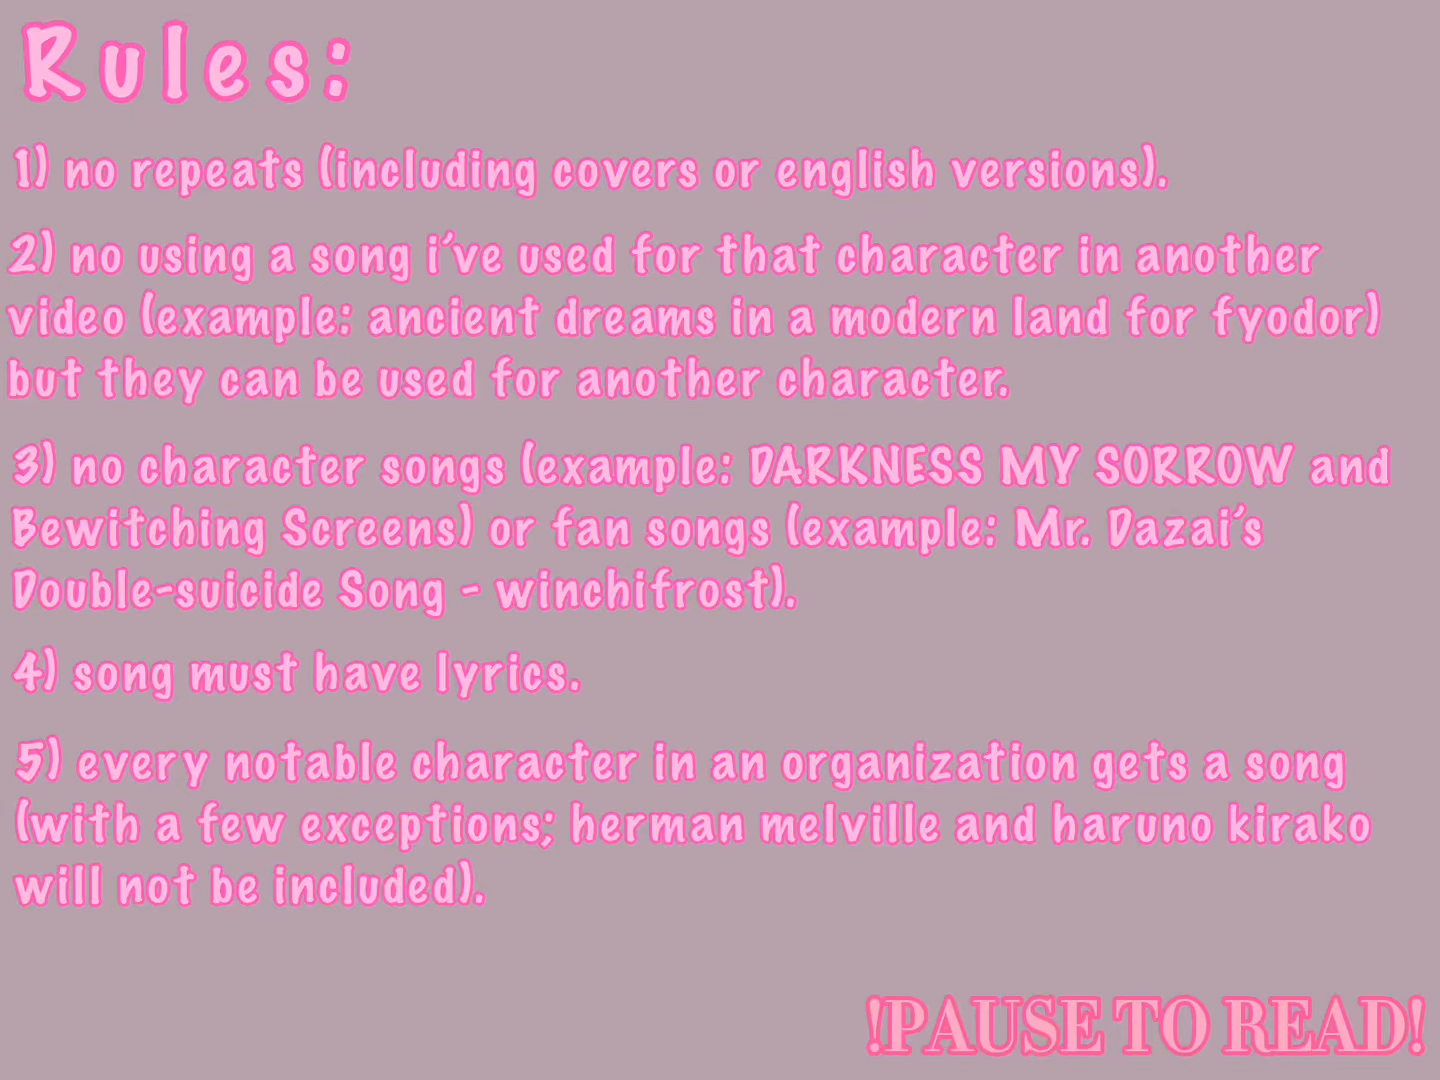 Rules:
1) no repeats (including covers or english versions).
2) no using a song i've used for that character in another
video (example: ancient dreams in a modern land for fyodor)
but they can be used for another character.
3) no character songs (example: DARKNESS MY SORROW and
Bewitching Screens) or fan songs (example: Mr. Dazai's
Double-suicide Song - winchifrost).
4) song must have lyrics.
5) every notable character in an organization gets a song
(with a few exceptions; herman melville and haruno kirako
will not be included).
!PAUSE TO READ!